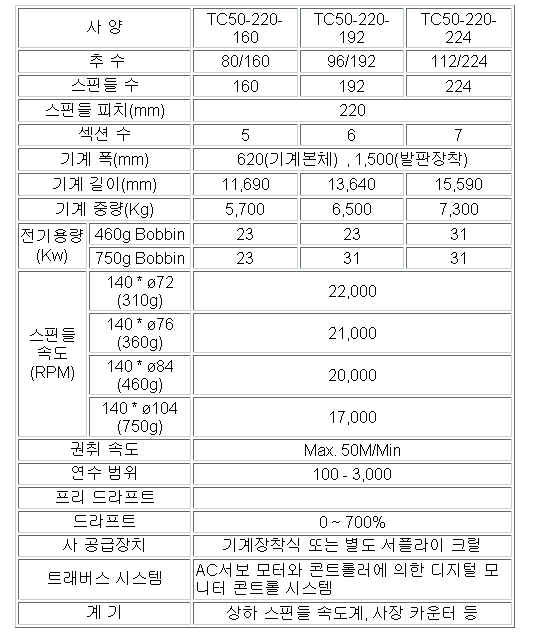 사 양 TC50-220-160 TC50-220-192 TC50-220-224
추 수 80/160 96/192 112/224
스핀들 수 160 192 224
스핀들 피치(mm) 220
섹션 수 5 6 7
기계 폭(mm) 620(기계본체) , 1,500(발판장착)
기계 길이(mm) 11,690 13,640 15,590
기계 중량(Kg) 5,700 6,500 7,300
전기용량(Kw) 460g Bobbin 23 23 31
750g Bobbin 23 31 31
스핀들 속도 (RPM) 140 * ø72 (310g) 22,000
140 * ø76 (360g) 21,000
140 * ø84 (460g) 20,000
140 * ø104 (750g) 17,000
권취 속도 Max. 50M/Min
연수 범위 100 - 3,000
프리 드라프트
드라프트 0 ~ 700%
사 공급장치 기계장착식 또는 별도 서플라이 크럴
트래버스 시스템 AC서보 모터와 콘트롤러에 의한 디지털 모니터 콘트롤 시스템
계 기 상하 스핀들 속도계, 사장 카운터 등